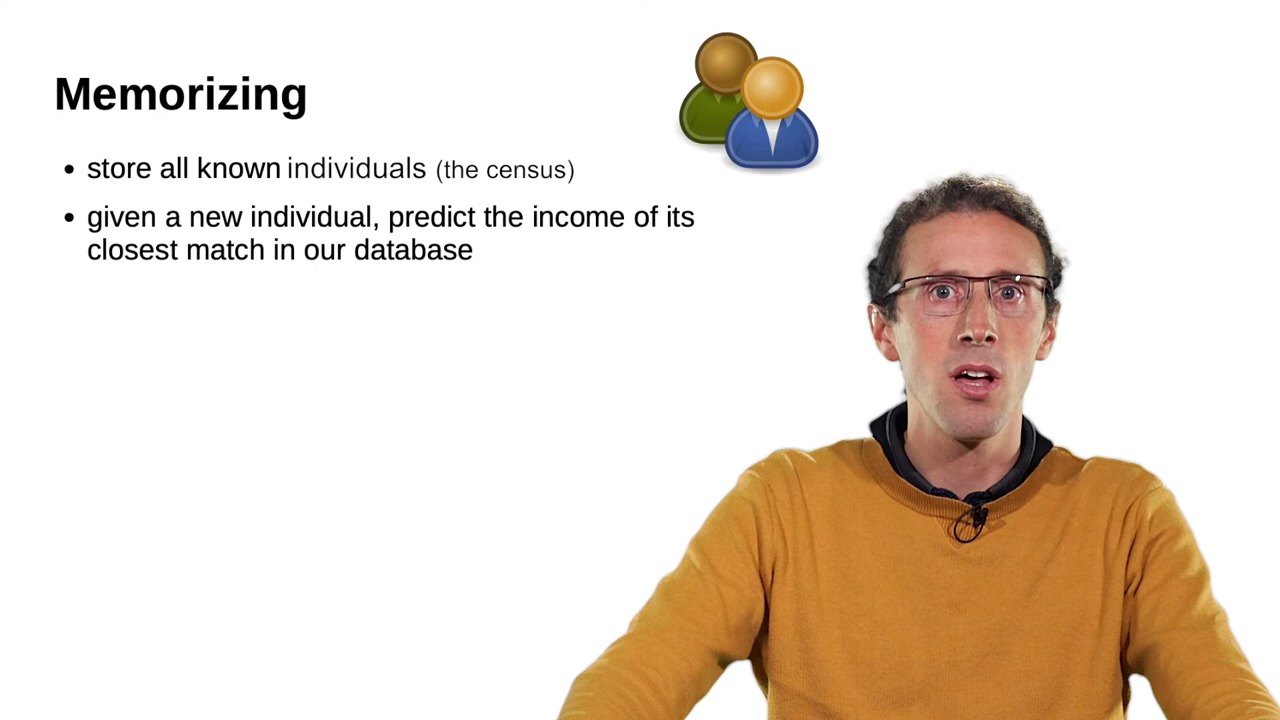 Memorizing
• store all known individuals (the census)
• given a new individual, predict the income of its
closest match in our database